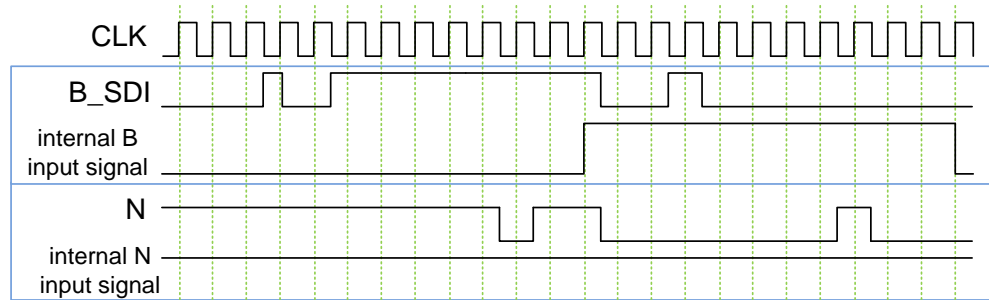 CLK
B_SDI
internal B
input signal
N
internal N
input signal